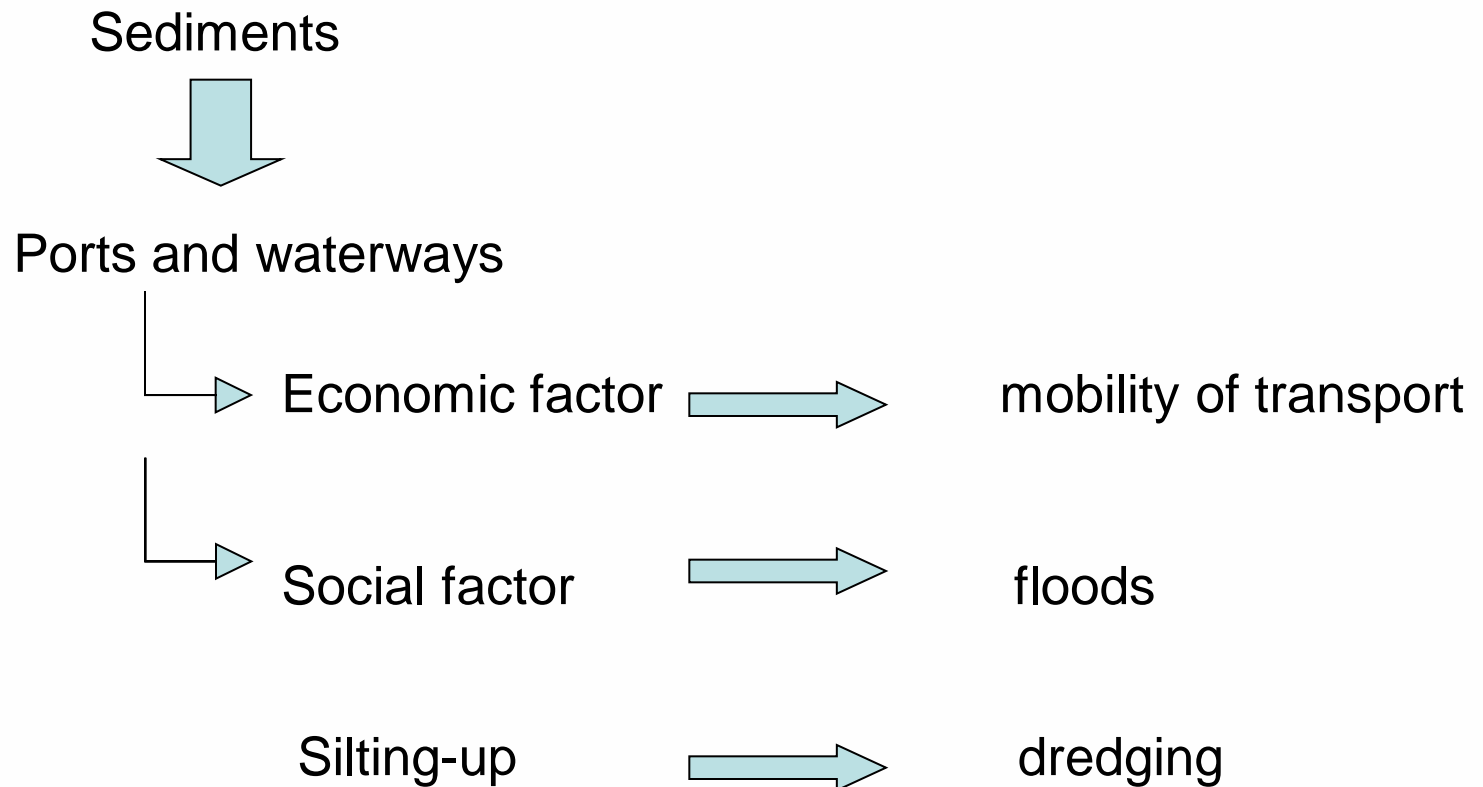 Sediments
Ports and waterways
Economic factor mobility of transport
Social factor floods
Silting-up dredging